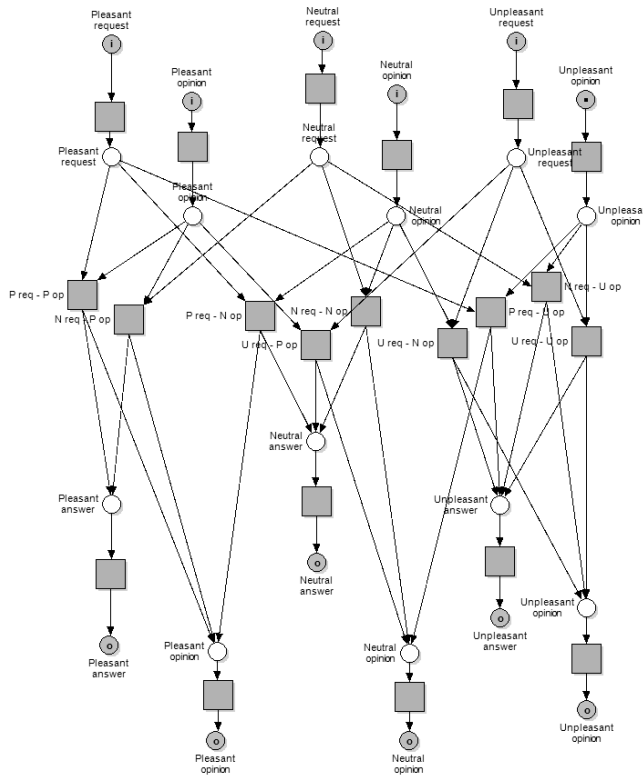 Pleasant
request
Neutral
request
Unpleasant
request
i
i
i
Pleasant
opinion
Neutral
opinion
Unpleasant
opinion
i
i
Pleasant
request
Neutral
request
Unpleasant
request
Pleasant
opinion
Neutral
opinion
Unpleasant
opinion
P req - P op
N req - P op
P req - N op
N req - N op
U req - P op
U req - N op
P req - U op
N req - U op
U req - U op
Neutral
answer
Pleasant
answer
Unpleasant
answer
o
Neutral
answer
Unpleasant
opinion
o
Pleasant
answer
Pleasant
opinion
Neutral
opinion
o
Unpleasant
answer
o
Pleasant
opinion
o
Neutral
opinion
o
Unpleasant
opinion